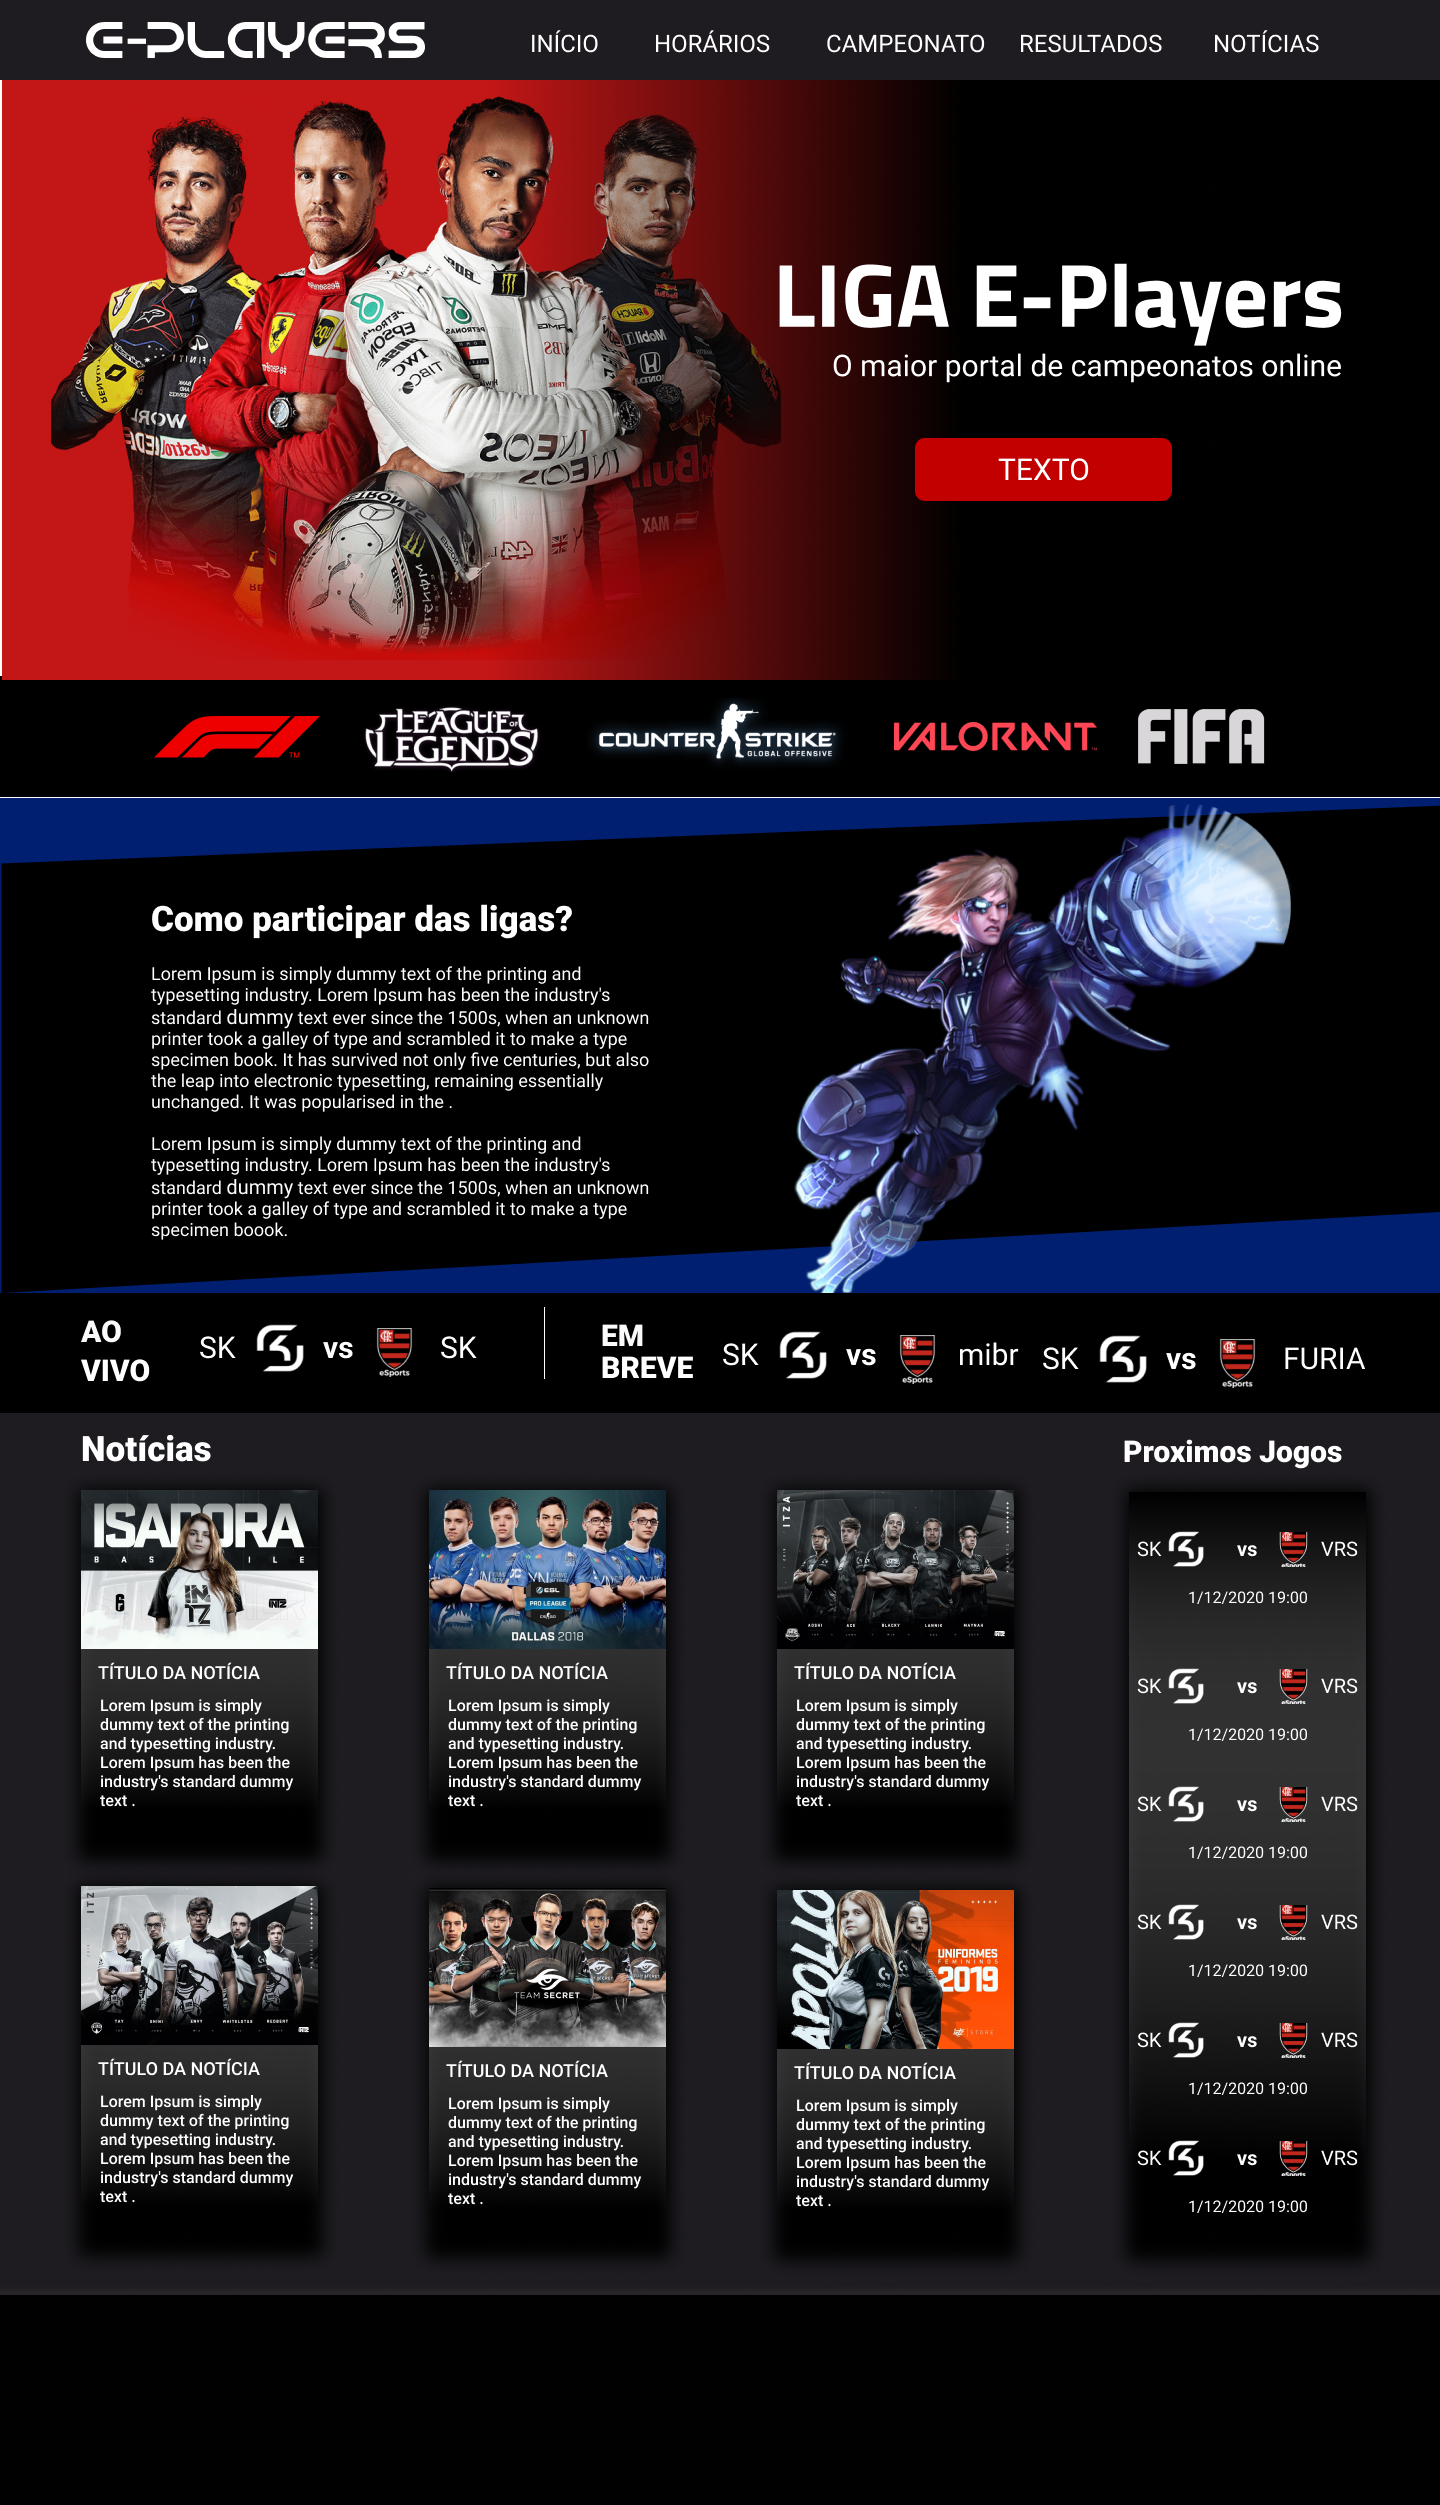 E-PLAYERS
INÍCIO HORÁRIOS CAMPEONATO RESULTADOS NOTÍCIAS
LIGA E-Players
O maior portal de campeonatos online
TEXTO
LEAGUE OF LEGENDS
COUNTER STRIKE
GLOBAL OFFENSIVE
VALORANT
FIFA
Como participar das ligas?
Lorem Ipsum is simply dummy text of the printing and
typesetting industry. Lorem Ipsum has been the industry's
standard dummy text ever since the 1500s, when an unknown
printer took a galley of type and scrambled it to make a type
specimen book. It has survived not only five centuries, but also
the leap into electronic typesetting, remaining essentially
unchanged. It was popularised in the .
Lorem Ipsum is simply dummy text of the printing and
typesetting industry. Lorem Ipsum has been the industry's
standard dummy text ever since the 1500s, when an unknown
printer took a galley of type and scrambled it to make a type
specimen boook.
AO
VIVO
SK vs eSports SK
EM
BREVE
SK vs eSports mibr
SK vs eSports FURIA
Notícias
ISADORA
INTZ
TÍTULO DA NOTÍCIA
Lorem Ipsum is simply
dummy text of the printing
and typesetting industry.
Lorem Ipsum has been the
industry's standard dummy
text .
ESL
PRO LEAGUE
DALLAS 2018
TÍTULO DA NOTÍCIA
Lorem Ipsum is simply
dummy text of the printing
and typesetting industry.
Lorem Ipsum has been the
industry's standard dummy
text .
ITZA
TÍTULO DA NOTÍCIA
Lorem Ipsum is simply
dummy text of the printing
and typesetting industry.
Lorem Ipsum has been the
industry's standard dummy
text .
ITZ
TÍTULO DA NOTÍCIA
Lorem Ipsum is simply
dummy text of the printing
and typesetting industry.
Lorem Ipsum has been the
industry's standard dummy
text .
TEAM SECRET
TÍTULO DA NOTÍCIA
Lorem Ipsum is simply
dummy text of the printing
and typesetting industry.
Lorem Ipsum has been the
industry's standard dummy
text .
APOLLO
UNIFORMES
FEMININOS
2019
TÍTULO DA NOTÍCIA
Lorem Ipsum is simply
dummy text of the printing
and typesetting industry.
Lorem Ipsum has been the
industry's standard dummy
text .
Proximos Jogos
SK vs VRS
1/12/2020 19:00
SK vs VRS
1/12/2020 19:00
SK vs VRS
1/12/2020 19:00
SK vs VRS
1/12/2020 19:00
SK vs VRS
1/12/2020 19:00
SK vs VRS
1/12/2020 19:00